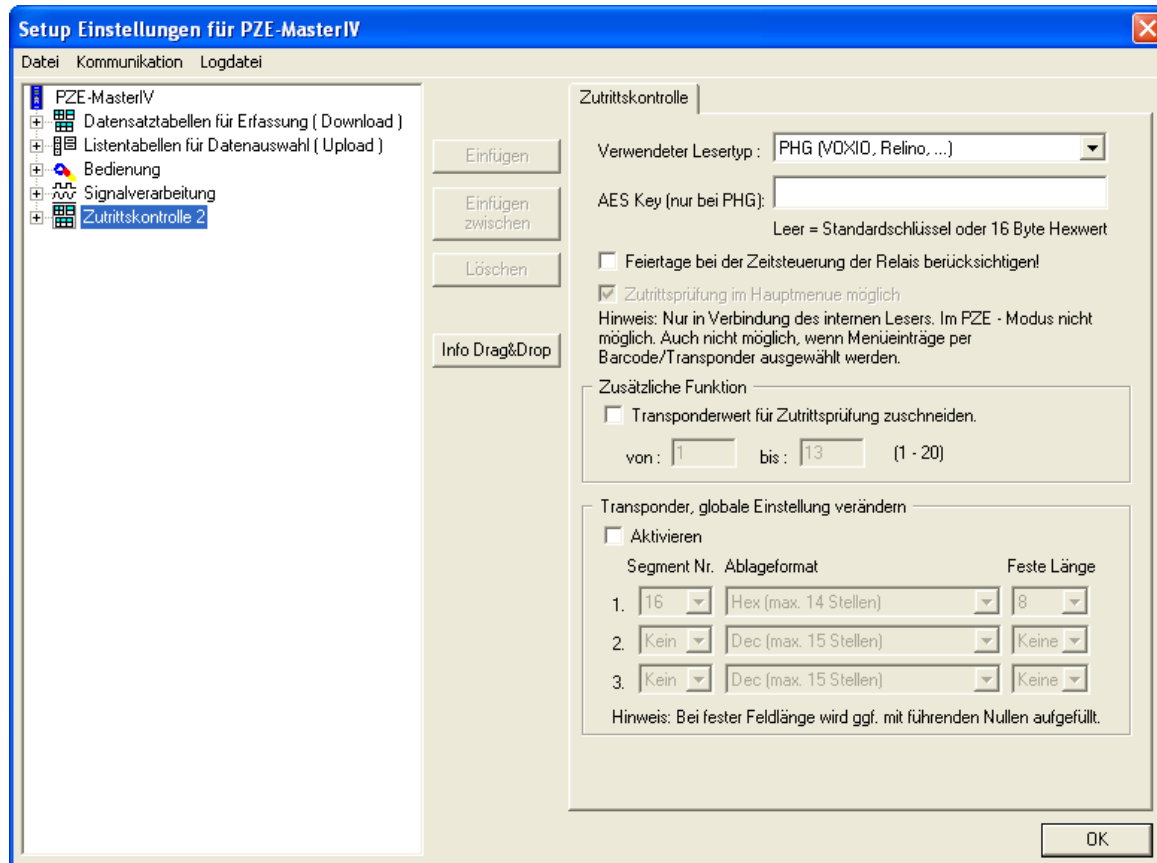 Setup Einstellungen für PZE-MasterIV
Datei Kommunikation Logdatei
PZE-MasterIV
Datensatztabellen für Erfassung ( Download )
Listentabellen für Datenauswahl ( Upload )
Bedienung
Signalverarbeitung
Zutrittskontrolle 2
Einfügen
Einfügen
zwischen
Löschen
Info Drag&Drop
Zutrittskontrolle
Verwendeter Lesertyp : PHG (VOXIO, Relino, ...)
AES Key (nur bei PHG):
Leer = Standardschlüssel oder 16 Byte Hexwert
Feiertage bei der Zeitsteuerung der Relais berücksichtigen!
Zutrittsprüfung im Hauptmenue möglich
Hinweis: Nur in Verbindung des internen Lesers. Im PZE - Modus nicht
möglich. Auch nicht möglich, wenn Menüeinträge per
Barcode/Transponder ausgewählt werden.
Zusätzliche Funktion
Transponderwert für Zutrittsprüfung zuschneiden.
von : 1 bis : 13 (1 - 20)
Transponder, globale Einstellung verändern
Aktivieren
Segment Nr. Ablageformat Feste Länge
1. 16 Hex (max. 14 Stellen) 8
2. Kein Dec (max. 15 Stellen) Keine
3. Kein Dec (max. 15 Stellen) Keine
Hinweis: Bei fester Feldlänge wird ggf. mit führenden Nullen aufgefüllt.
OK